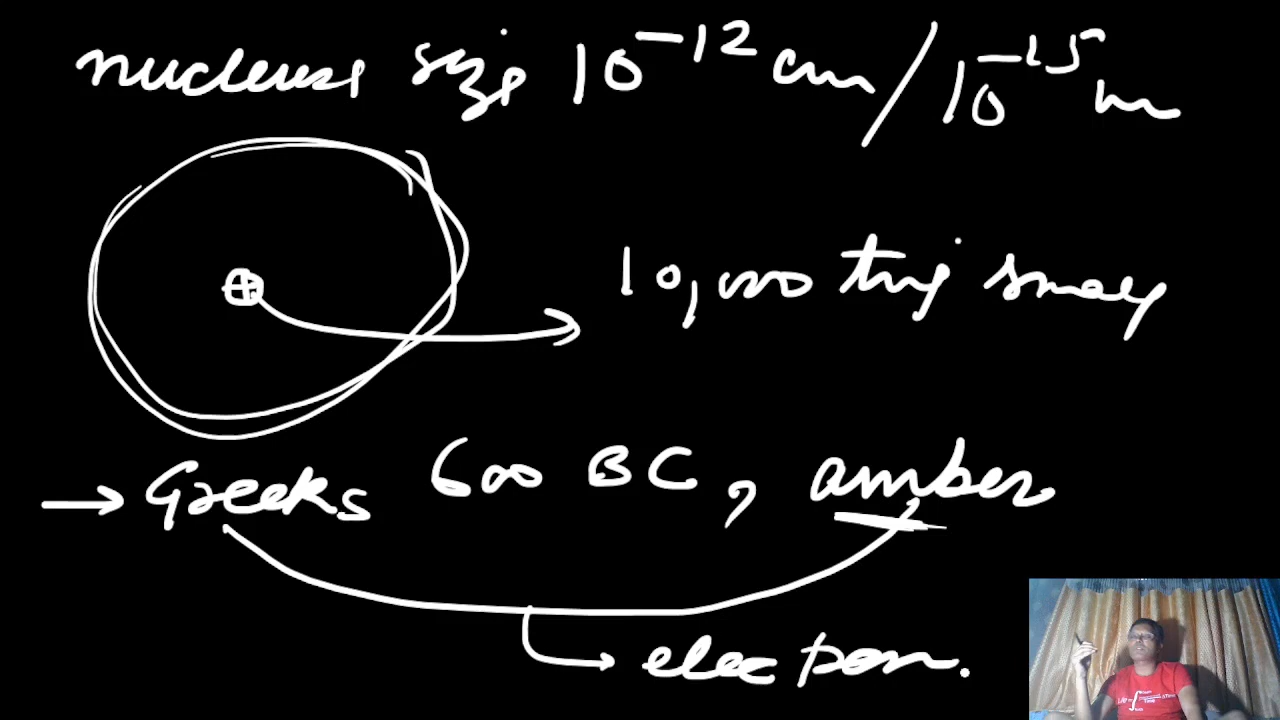 nucleus size 10⁻¹² cm / 10⁻¹⁵ m
+
10,000 times small
→ Greeks 600 BC, amber
electron.